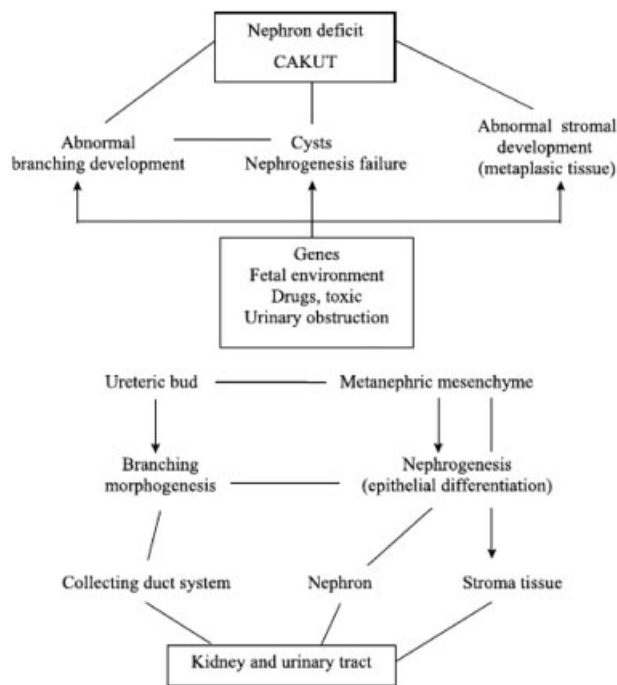 Nephron deficit
CAKUT
Abnormal
branching development
Cysts
Nephrogenesis failure
Abnormal stromal
development
(metaplasic tissue)
Genes
Fetal environment
Drugs, toxic
Urinary obstruction
Ureteric bud
Metanephric mesenchyme
Branching
morphogenesis
Nephrogenesis
(epithelial differentiation)
Collecting duct system
Nephron
Stroma tissue
Kidney and urinary tract